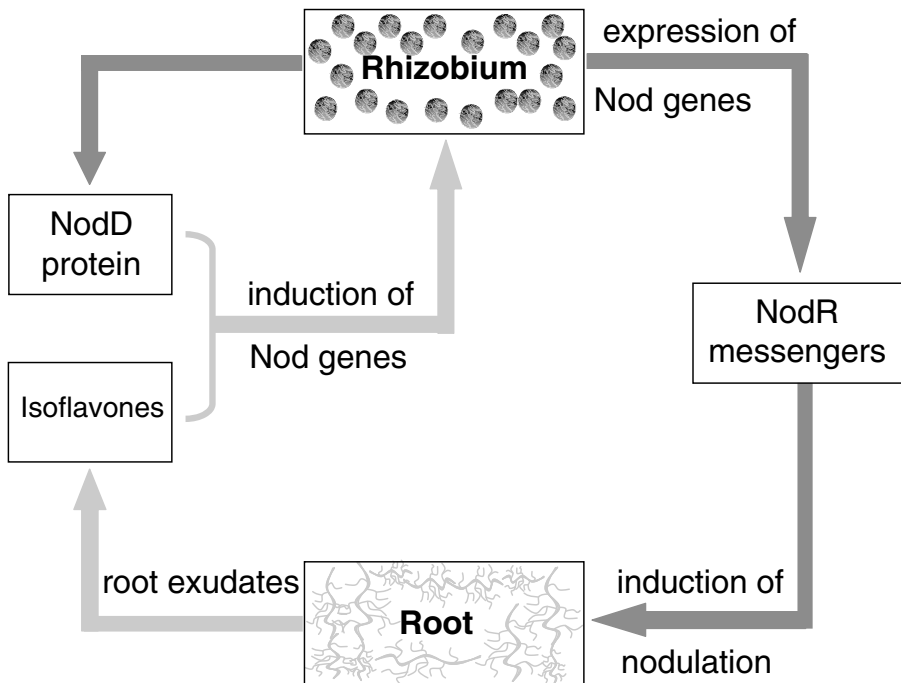 Rhizobium
expression of
Nod genes
NodD
protein
induction of
Nod genes
NodR
messengers
Isoflavones
root exudates
Root
induction of
nodulation